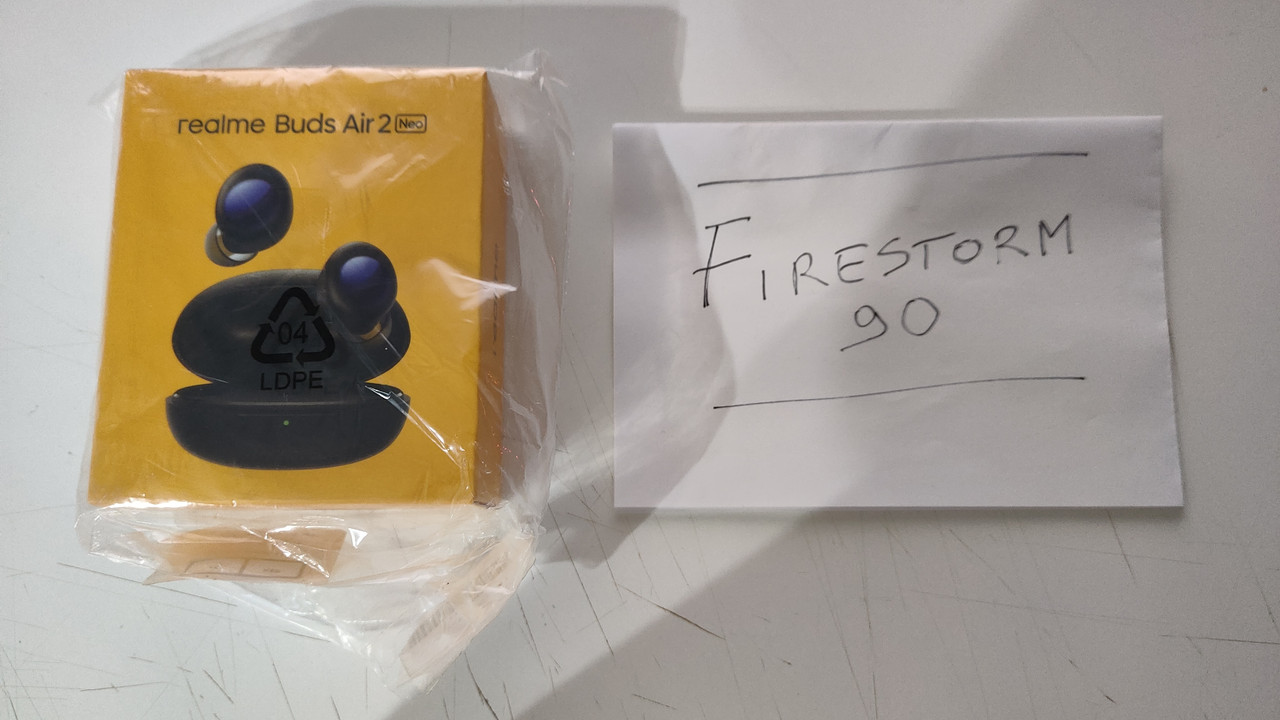 realme Buds Air 2 Neo
04
LDPE
FIRESTORM
90